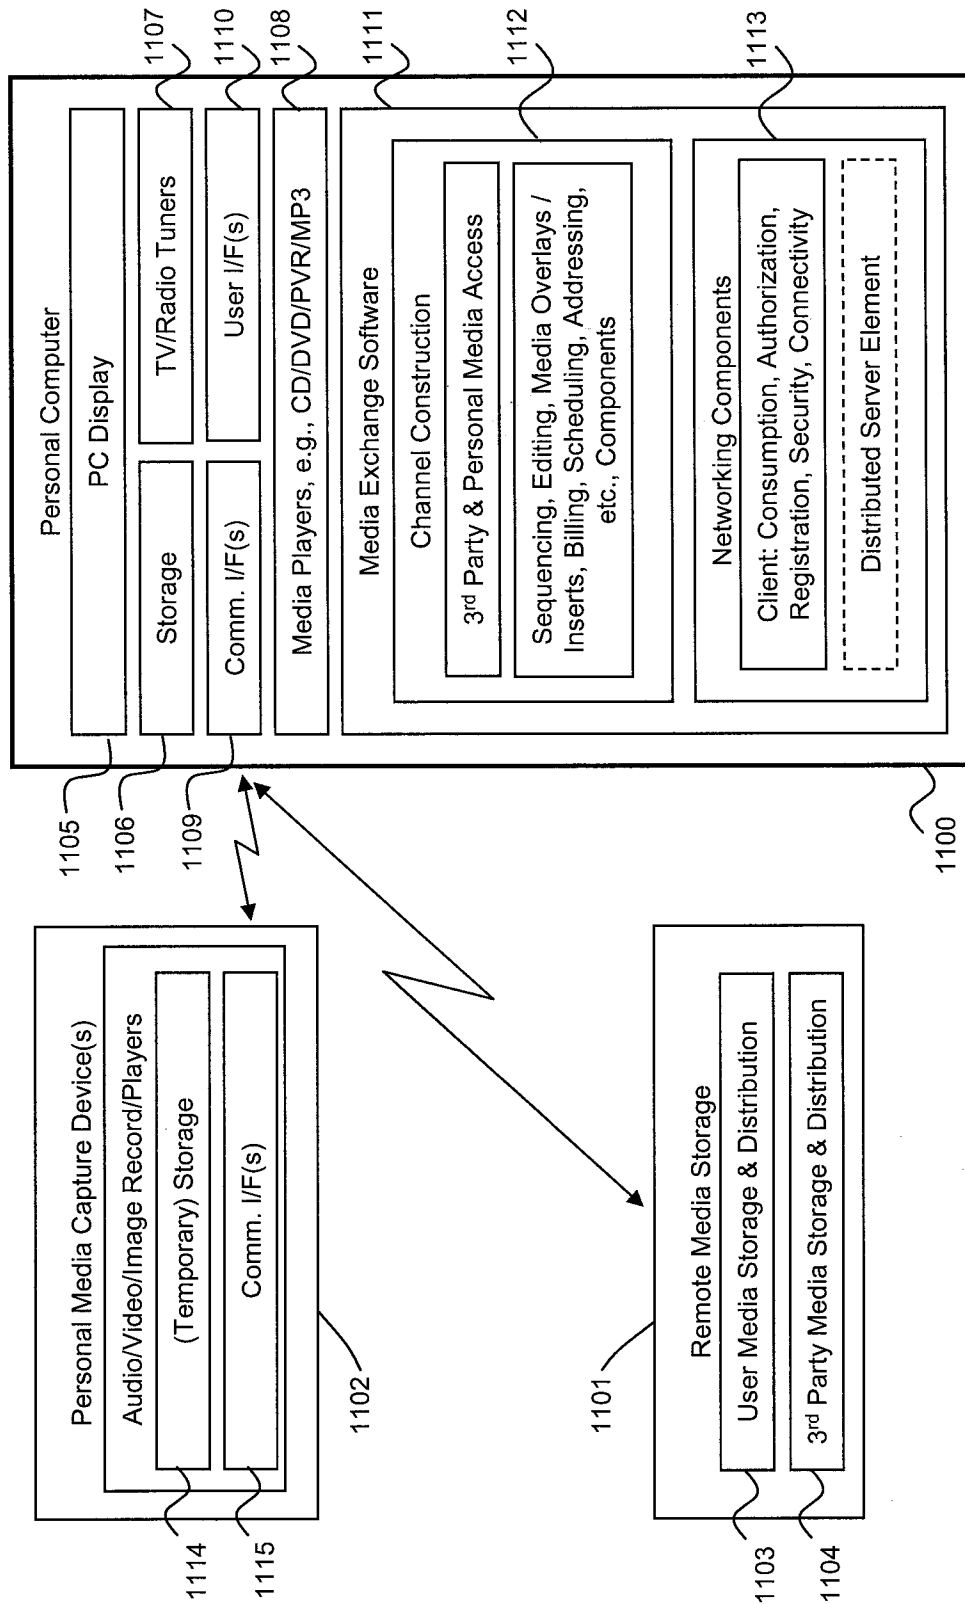 Personal Media Capture Device(s)
Audio/Video/Image Record/Players
(Temporary) Storage
Comm. I/F(s)
1114
1115
1102
Remote Media Storage
User Media Storage & Distribution
3rd Party Media Storage & Distribution
1101
1103
1104
Personal Computer
PC Display
Storage
TV/Radio Tuners
Comm. I/F(s)
User I/F(s)
Media Players, e.g., CD/DVD/PVR/MP3
Media Exchange Software
Channel Construction
3rd Party & Personal Media Access
Sequencing, Editing, Media Overlays /
Inserts, Billing, Scheduling, Addressing,
etc., Components
Networking Components
Client: Consumption, Authorization,
Registration, Security, Connectivity
Distributed Server Element
1105
1106
1109
1100
1107
1110
1108
1111
1112
1113